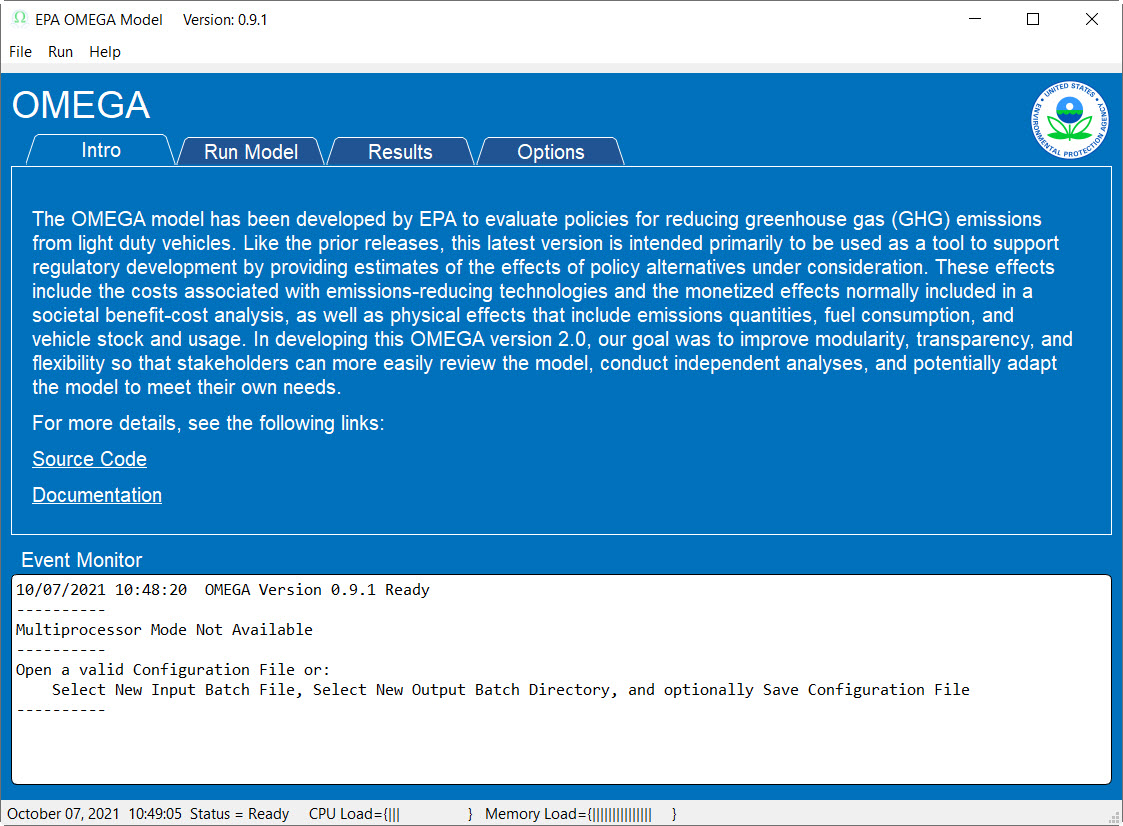 EPA OMEGA Model Version: 0.9.1
File Run Help
OMEGA
UNITED STATES
ENVIRONMENTAL PROTECTION AGENCY
Intro Run Model Results Options
The OMEGA model has been developed by EPA to evaluate policies for reducing greenhouse gas (GHG) emissions
from light duty vehicles. Like the prior releases, this latest version is intended primarily to be used as a tool to support
regulatory development by providing estimates of the effects of policy alternatives under consideration. These effects
include the costs associated with emissions-reducing technologies and the monetized effects normally included in a
societal benefit-cost analysis, as well as physical effects that include emissions quantities, fuel consumption, and
vehicle stock and usage. In developing this OMEGA version 2.0, our goal was to improve modularity, transparency, and
flexibility so that stakeholders can more easily review the model, conduct independent analyses, and potentially adapt
the model to meet their own needs.
For more details, see the following links:
Source Code
Documentation
Event Monitor
10/07/2021 10:48:20  OMEGA Version 0.9.1 Ready
----------
Multiprocessor Mode Not Available
----------
Open a valid Configuration File or:
    Select New Input Batch File, Select New Output Batch Directory, and optionally Save Configuration File
----------
October 07, 2021 10:49:05 Status = Ready CPU Load={||| } Memory Load={|||||||||||||| }